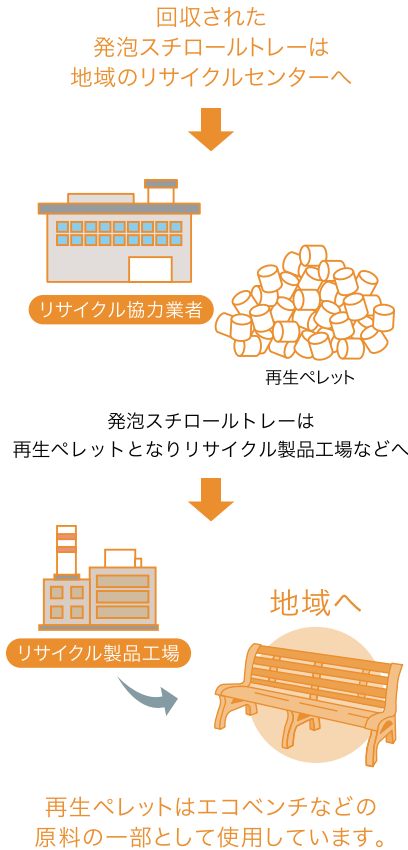 回収された
発泡スチロールトレーは
地域のリサイクルセンターへ
リサイクル協力業者
再生ペレット
発泡スチロールトレーは
再生ペレットとなりリサイクル製品工場などへ
地域へ
リサイクル製品工場
再生ペレットはエコベンチなどの
原料の一部として使用しています。